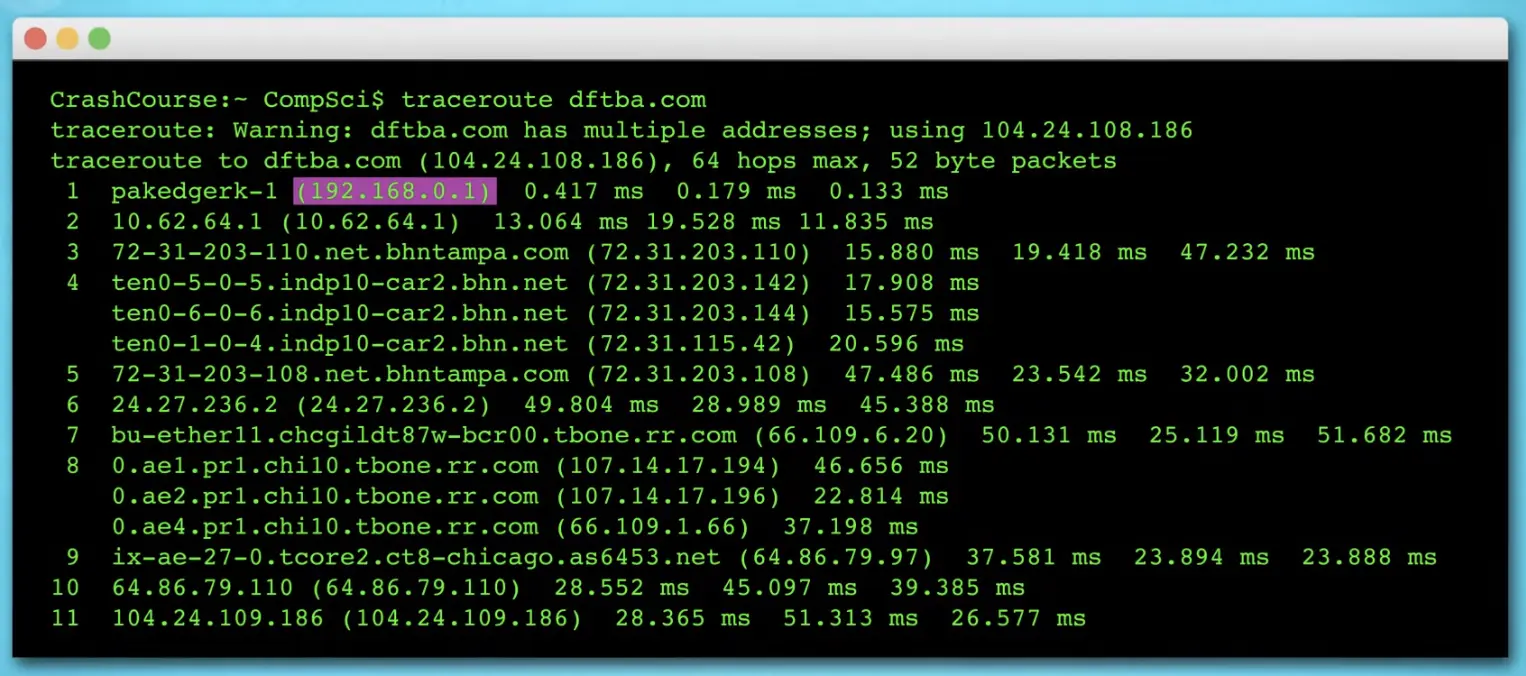 CrashCourse:~ CompSci$ traceroute dftba.com
traceroute: Warning: dftba.com has multiple addresses; using 104.24.108.186
traceroute to dftba.com (104.24.108.186), 64 hops max, 52 byte packets
1 pakedgerk-1 (192.168.0.1) 0.417 ms 0.179 ms 0.133 ms
2 10.62.64.1 (10.62.64.1) 13.064 ms 19.528 ms 11.835 ms
3 72-31-203-110.net.bhntampa.com (72.31.203.110) 15.880 ms 19.418 ms 47.232 ms
4 ten0-5-0-5.indp10-car2.bhn.net (72.31.203.142) 17.908 ms
ten0-6-0-6.indp10-car2.bhn.net (72.31.203.144) 15.575 ms
ten0-1-0-4.indp10-car2.bhn.net (72.31.115.42) 20.596 ms
5 72-31-203-108.net.bhntampa.com (72.31.203.108) 47.486 ms 23.542 ms 32.002 ms
6 24.27.236.2 (24.27.236.2) 49.804 ms 28.989 ms 45.388 ms
7 bu-ether11.chcgildt87w-bcr00.tbone.rr.com (66.109.6.20) 50.131 ms 25.119 ms 51.682 ms
8 0.ae1.pr1.chi10.tbone.rr.com (107.14.17.194) 46.656 ms
0.ae2.pr1.chi10.tbone.rr.com (107.14.17.196) 22.814 ms
0.ae4.pr1.chi10.tbone.rr.com (66.109.1.66) 37.198 ms
9 ix-ae-27-0.tcore2.ct8-chicago.as6453.net (64.86.79.97) 37.581 ms 23.894 ms 23.888 ms
10 64.86.79.110 (64.86.79.110) 28.552 ms 45.097 ms 39.385 ms
11 104.24.109.186 (104.24.109.186) 28.365 ms 51.313 ms 26.577 ms